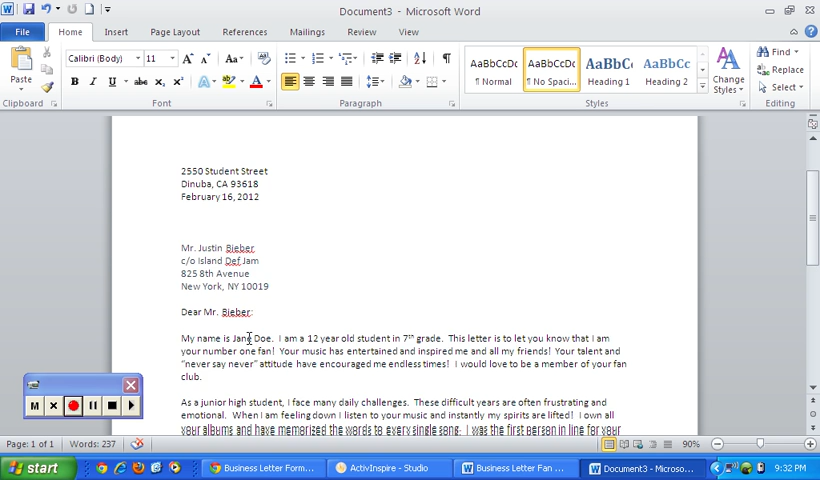 Document3 - Microsoft Word
File Home Insert Page Layout References Mailings Review View
Calibri (Body) 11 Aa
AaBbCcDc AaBbCcDc AaBbCc AaBbCc
¶ Normal ¶ No Spaci... Heading 1 Heading 2
Paste
B I U abc x₂ x² A A
Change Styles
Find
Replace
Select
Clipboard Font Paragraph Styles Editing
2550 Student Street
Dinuba, CA 93618
February 16, 2012
Mr. Justin Bieber
c/o Island Def Jam
825 8th Avenue
New York, NY 10019
Dear Mr. Bieber:
My name is Jane Doe. I am a 12 year old student in 7th grade. This letter is to let you know that I am
your number one fan! Your music has entertained and inspired me and all my friends! Your talent and
“never say never” attitude have encouraged me endless times! I would love to be a member of your fan
club.
As a junior high student, I face many daily challenges. These difficult years are often frustrating and
emotional. When I am feeling down I listen to your music and instantly my spirits are lifted! I own all
your albums and have memorized the words to every single song. I was the first person in line for your
M
Page: 1 of 1 Words: 237 90%
start Business Letter Form... ActivInspire - Studio Business Letter Fan ... Document3 - Microso... 9:32 PM